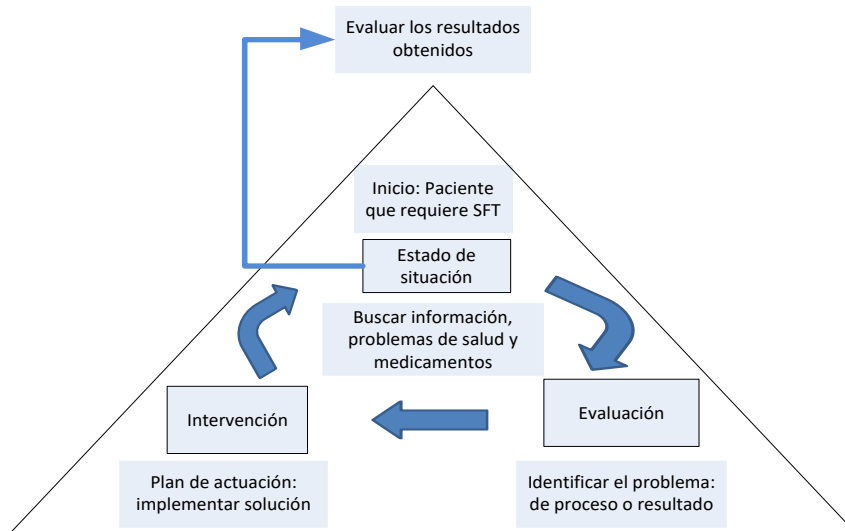 Evaluar los resultados
obtenidos
Inicio: Paciente
que requiere SFT
Estado de
situación
Buscar información,
problemas de salud y
medicamentos
Intervención
Evaluación
Plan de actuación:
implementar solución
Identificar el problema:
de proceso o resultado